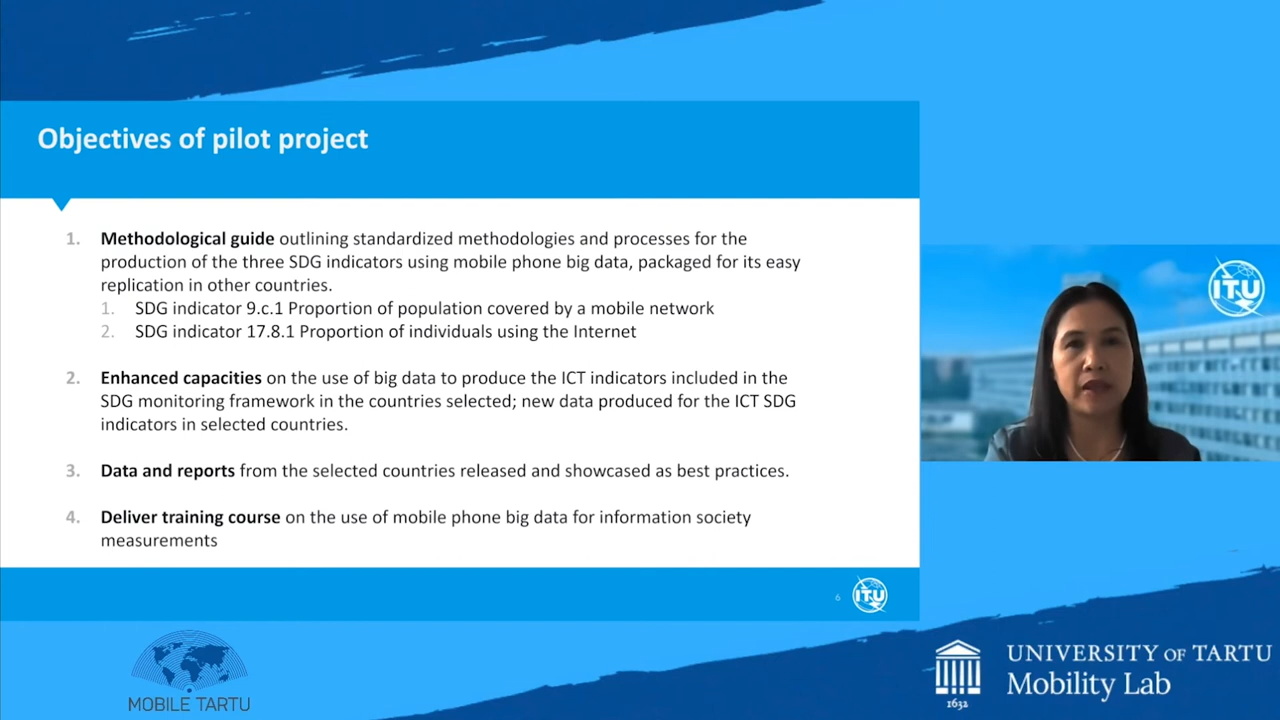 Objectives of pilot project
1. Methodological guide outlining standardized methodologies and processes for the
production of the three SDG indicators using mobile phone big data, packaged for its easy
replication in other countries.
1. SDG indicator 9.c.1 Proportion of population covered by a mobile network
2. SDG indicator 17.8.1 Proportion of individuals using the Internet
2. Enhanced capacities on the use of big data to produce the ICT indicators included in the
SDG monitoring framework in the countries selected; new data produced for the ICT SDG
indicators in selected countries.
3. Data and reports from the selected countries released and showcased as best practices.
4. Deliver training course on the use of mobile phone big data for information society
measurements
6
ITU
ITU
MOBILE TARTU
1632
UNIVERSITY OF TARTU
Mobility Lab